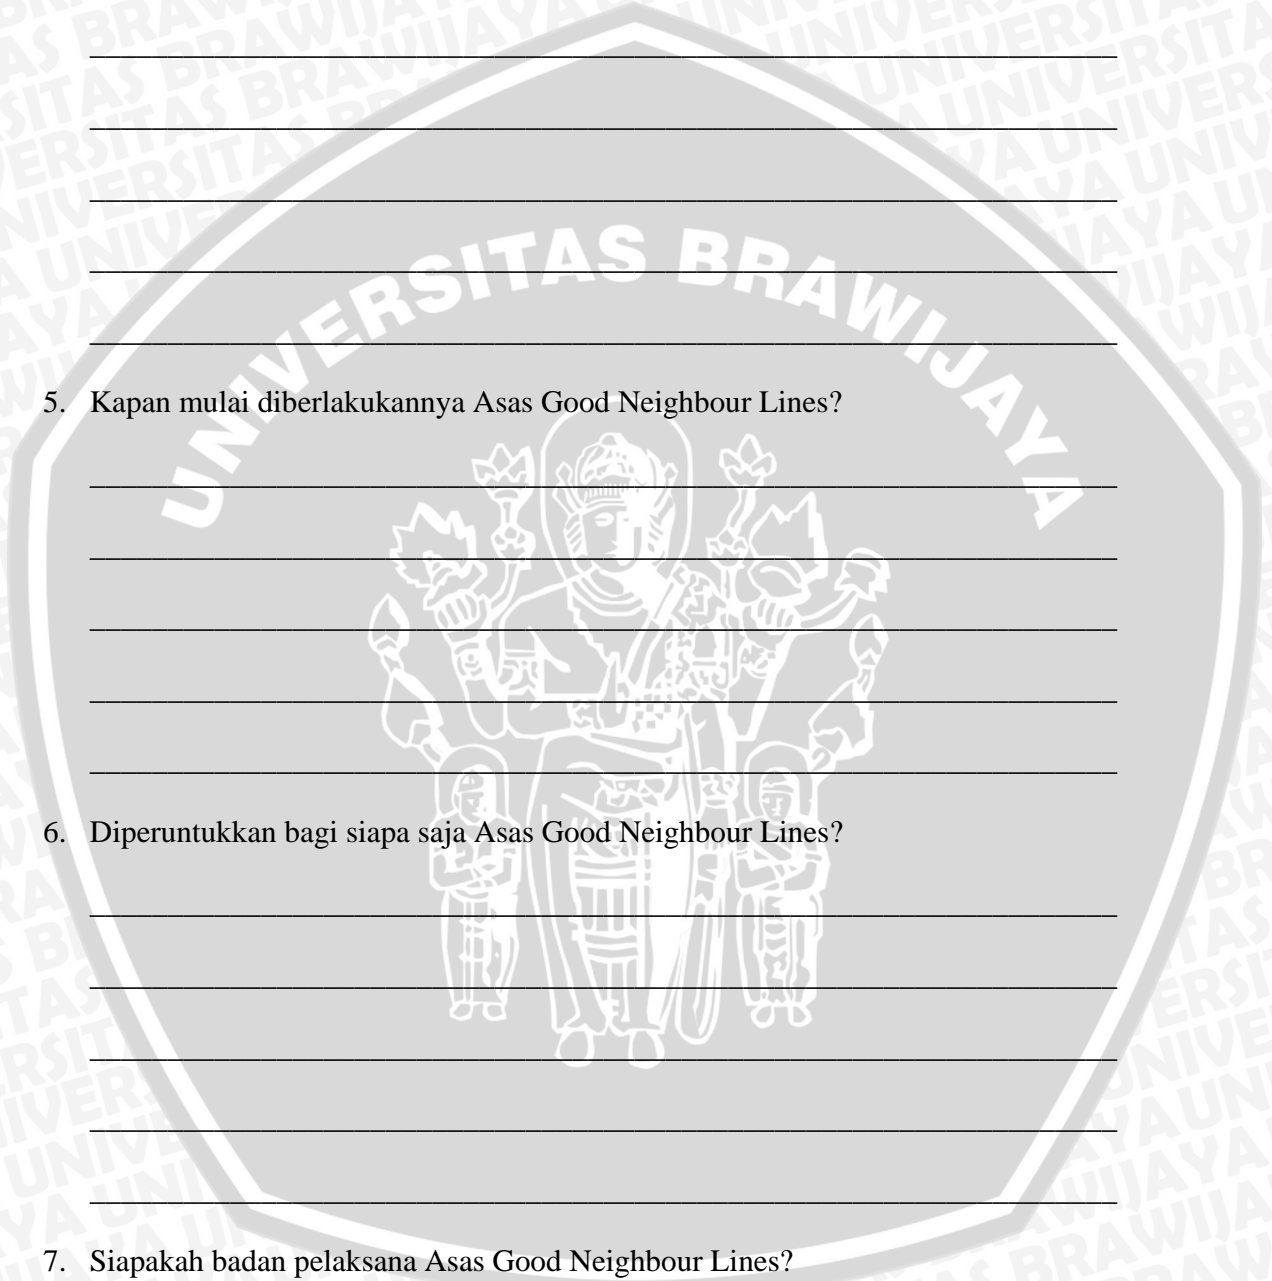 UNIVERSITAS BRAWIJAYA
5. Kapan mulai diberlakukannya Asas Good Neighbour Lines?
6. Diperuntukkan bagi siapa saja Asas Good Neighbour Lines?
7. Siapakah badan pelaksana Asas Good Neighbour Lines?